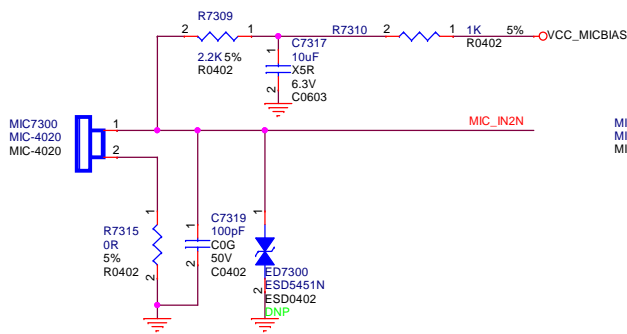 R7309
2
1
2.2K 5%
R0402
C7317
10uF
X5R
6.3V
C0603
1
2
R7310
2
1
1K
5%
R0402
VCC_MICBIAS
MIC7300
MIC-4020
MIC-4020
1
2
MIC_IN2N
MI
MI
MI
R7315
0R
5%
R0402
1
2
C7319
100pF
C0G
50V
C0402
1
2
1
2
ED7300
ESD5451N
ESD0402
DNP